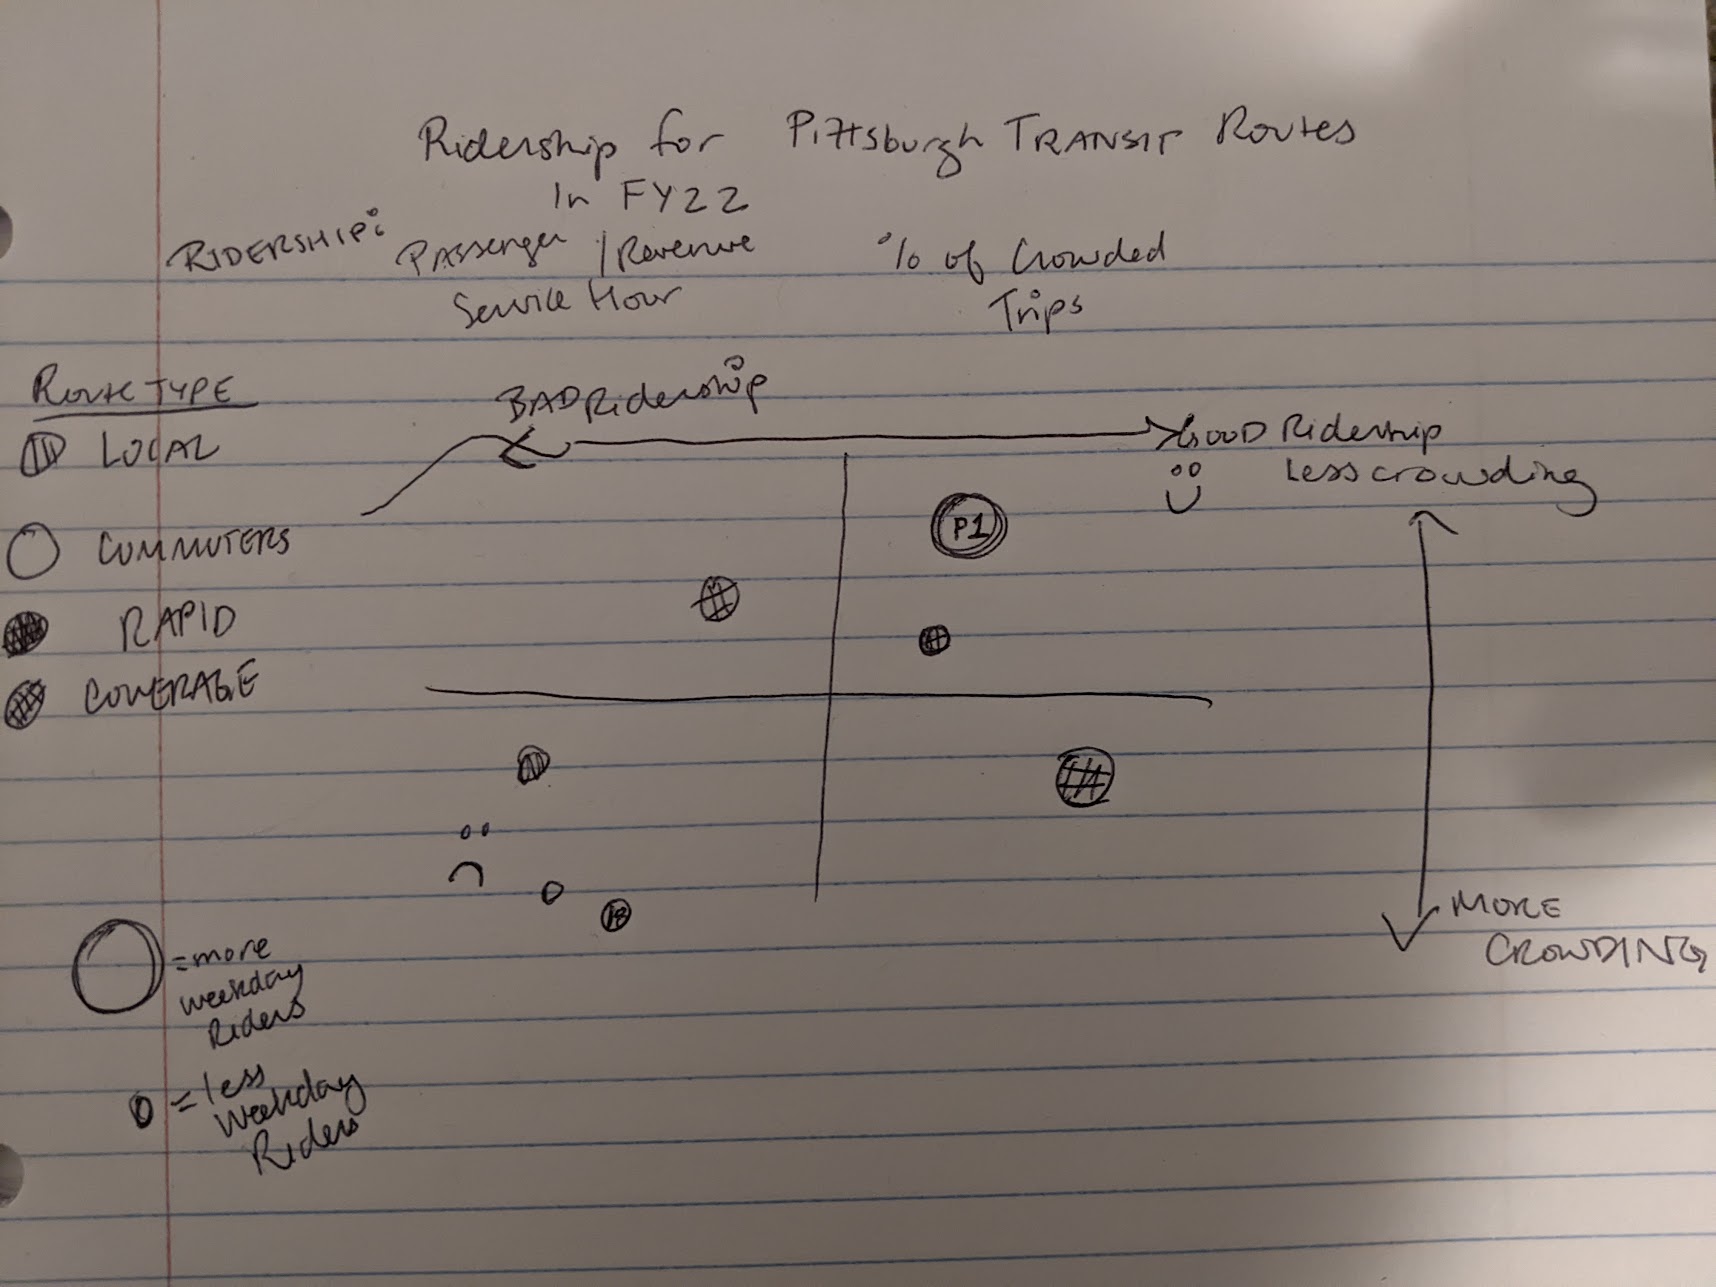 Ridership for Pittsburgh TRANSIT Routes
In FY22
RIDERSHIP: Passenger / Revenue
Service Hour
% of Crowded
Trips
Route TYPE
LOCAL
COMMUTERS
RAPID
COVERAGE
BAD Ridership
GOOD Ridership
Less crowding
P1
MORE
CROWDING
= more
weekday
Riders
= less
Weekday
Riders